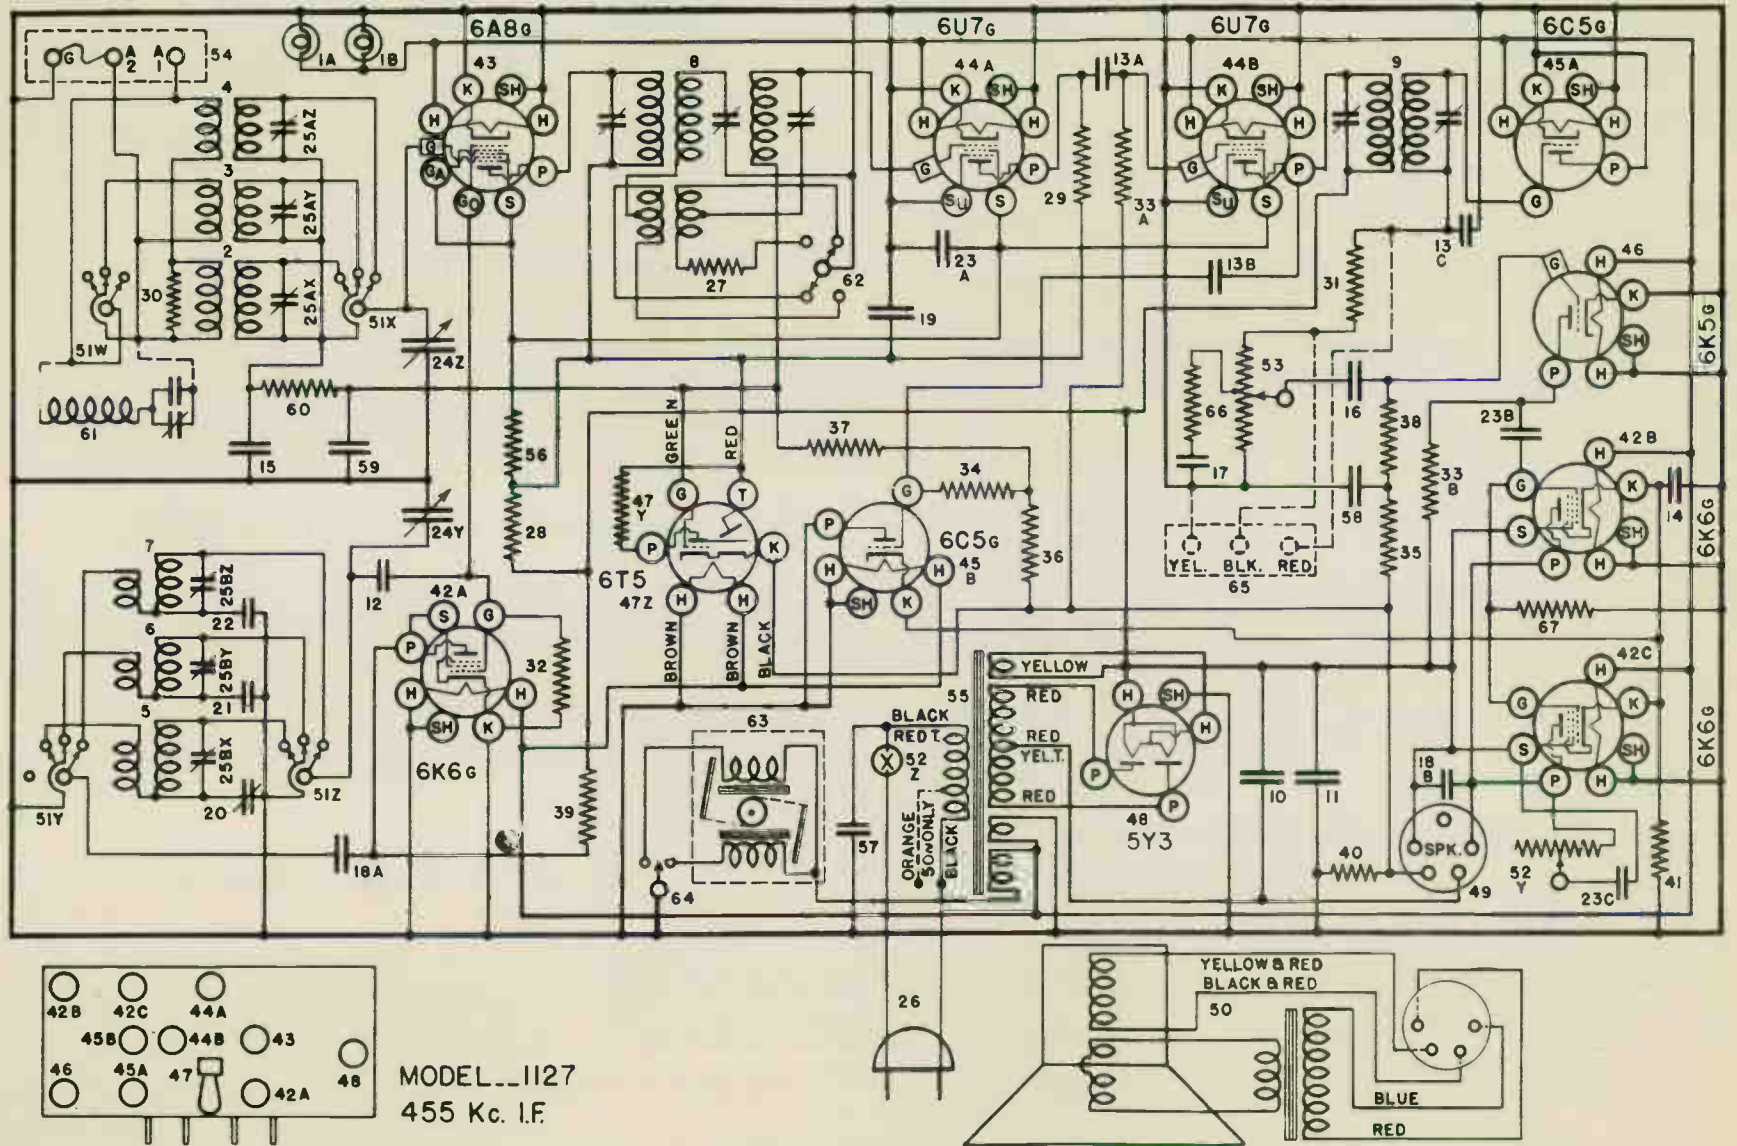 6A8G
6U7G
6U7G
6C5G
G
A
2
A
1
54
1A
1B
43
8
44A
13A
44B
9
45A
4
25AZ
K
SH
H
H
G
GA
GO
S
P
K
SH
H
H
G
SU
S
P
29
33
A
K
SH
H
H
G
SU
S
P
K
SH
H
H
P
G
3
25AY
2
25AX
30
51W
51X
24Z
27
62
23
A
13B
19
31
13
C
46
G
H
K
SH
P
H
6K5G
60
61
15
59
56
28
24Y
GREEN
RED
37
34
36
53
66
16
17
38
58
35
33
B
23B
47
Y
G
T
P
K
H
H
6T5
47Z
G
P
H
H
SH
K
6C5G
45
B
YEL. BLK. RED
65
42B
H
G
K
14
S
SH
P
H
6K6G
67
7
25BZ
22
6
25BY
21
5
25BX
20
12
42A
S
G
P
H
H
SH
K
32
6K6G
BROWN
BROWN
BLACK
51Y
51Z
18A
39
63
64
57
BLACK
RED T.
52
Z
ORANGE
50~ONLY
BLACK
55
YELLOW
RED
RED
YEL.T.
RED
H
SH
H
P
P
48
5Y3
10
11
40
42C
H
G
K
S
SH
P
H
6K6G
18
B
SPK.
49
52
Y
23C
41
26
YELLOW & RED
BLACK & RED
50
BLUE
RED
42B
42C
44A
45B
44B
43
46
45A
47
42A
48
MODEL__1127
455 Kc. I.F.